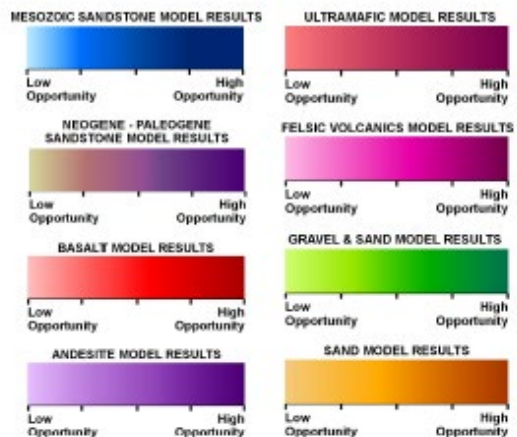 MESOZOIC SANDSTONE MODEL RESULTS
Low High
Opportunity Opportunity
NEOGENE - PALEOGENE
SANDSTONE MODEL RESULTS
Low High
Opportunity Opportunity
BASALT MODEL RESULTS
Low High
Opportunity Opportunity
ANDESITE MODEL RESULTS
Low High
Opportunity Opportunity
ULTRAMAFIC MODEL RESULTS
Low High
Opportunity Opportunity
FELSIC VOLCANICS MODEL RESULTS
Low High
Opportunity Opportunity
GRAVEL & SAND MODEL RESULTS
Low High
Opportunity Opportunity
SAND MODEL RESULTS
Low High
Opportunity Opportunity